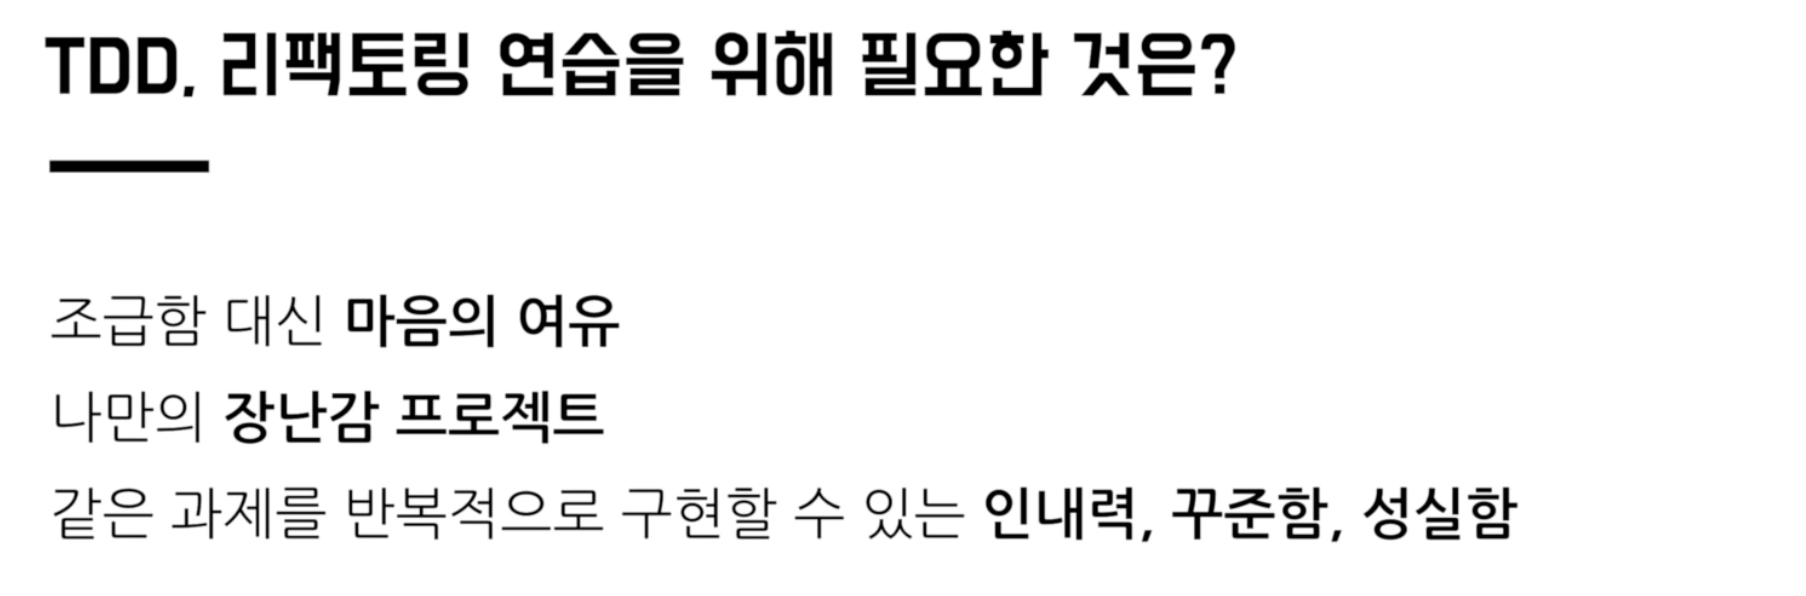 TDD, 리팩토링 연습을 위해 필요한 것은?
조급함 대신 마음의 여유
나만의 장난감 프로젝트
같은 과제를 반복적으로 구현할 수 있는 인내력, 꾸준함, 성실함